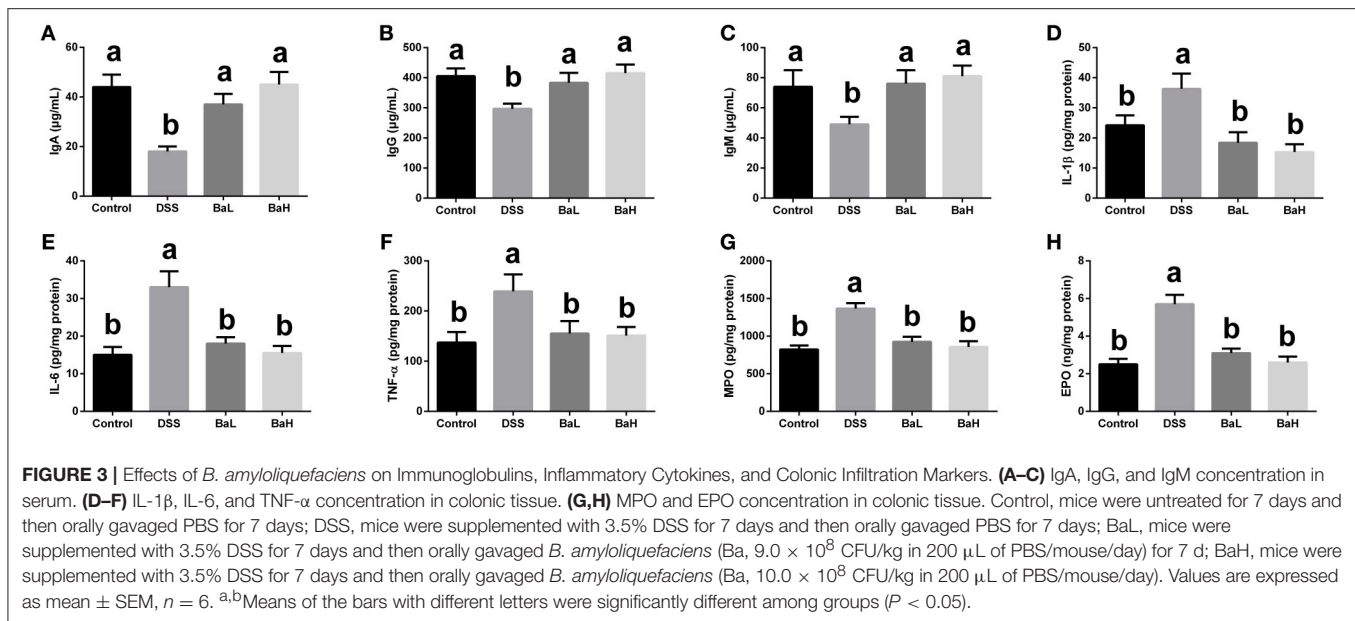 A
B
C
D
a
a
a
b
a
b
a
a
a
b
a
a
b
a
b
b
IgA (µg/mL)
60
40
20
0
Control DSS BaL BaH
IgG (µg/mL)
500
400
300
200
100
0
Control DSS BaL BaH
IgM (µg/mL)
100
80
60
40
20
0
Control DSS BaL BaH
IL-1β (pg/mg protein)
50
40
30
20
10
0
Control DSS BaL BaH
E
F
G
H
b
a
b
b
b
a
b
b
b
a
b
b
b
a
b
b
IL-6 (pg/mg protein)
40
30
20
10
0
Control DSS BaL BaH
TNF-α (pg/mg protein)
300
200
100
0
Control DSS BaL BaH
MPO (pg/mg protein)
2000
1500
1000
500
0
Control DSS BaL BaH
EPO (ng/mg protein)
8
6
4
2
0
Control DSS BaL BaH
FIGURE 3 | Effects of B. amyloliquefaciens on Immunoglobulins, Inflammatory Cytokines, and Colonic Infiltration Markers. (A–C) IgA, IgG, and IgM concentration in
serum. (D–F) IL-1β, IL-6, and TNF-α concentration in colonic tissue. (G,H) MPO and EPO concentration in colonic tissue. Control, mice were untreated for 7 days and
then orally gavaged PBS for 7 days; DSS, mice were supplemented with 3.5% DSS for 7 days and then orally gavaged PBS for 7 days; BaL, mice were
supplemented with 3.5% DSS for 7 days and then orally gavaged B. amyloliquefaciens (Ba, 9.0 × 10⁸ CFU/kg in 200 µL of PBS/mouse/day) for 7 d; BaH, mice were
supplemented with 3.5% DSS for 7 days and then orally gavaged B. amyloliquefaciens (Ba, 10.0 × 10⁸ CFU/kg in 200 µL of PBS/mouse/day). Values are expressed
as mean ± SEM, n = 6. ᵃ,ᵇMeans of the bars with different letters were significantly different among groups (P < 0.05).